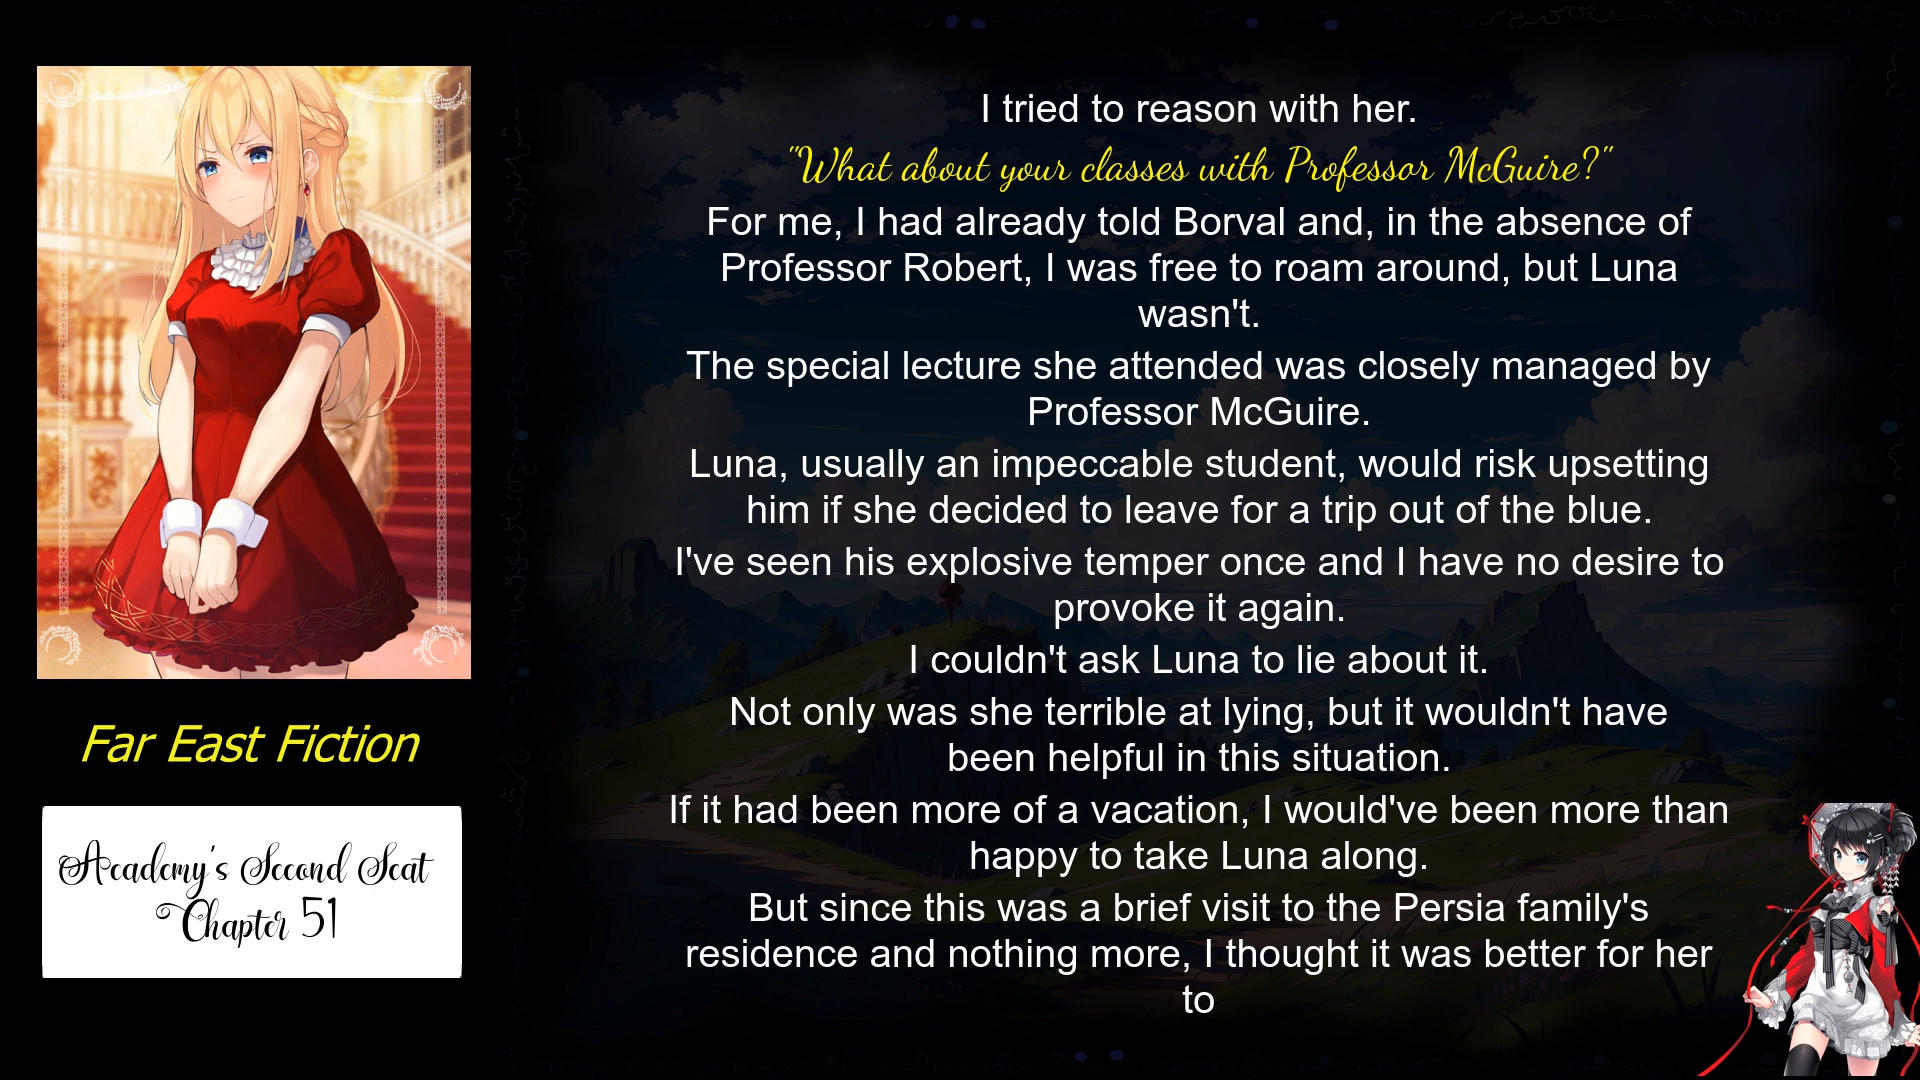 I tried to reason with her.
"What about your classes with Professor McGuire?"
For me, I had already told Borval and, in the absence of
Professor Robert, I was free to roam around, but Luna
wasn't.
The special lecture she attended was closely managed by
Professor McGuire.
Luna, usually an impeccable student, would risk upsetting
him if she decided to leave for a trip out of the blue.
I've seen his explosive temper once and I have no desire to
provoke it again.
I couldn't ask Luna to lie about it.
Not only was she terrible at lying, but it wouldn't have
been helpful in this situation.
If it had been more of a vacation, I would've been more than
happy to take Luna along.
But since this was a brief visit to the Persia family's
residence and nothing more, I thought it was better for her
to
Far East Fiction
Academy's Second Seat
Chapter 51